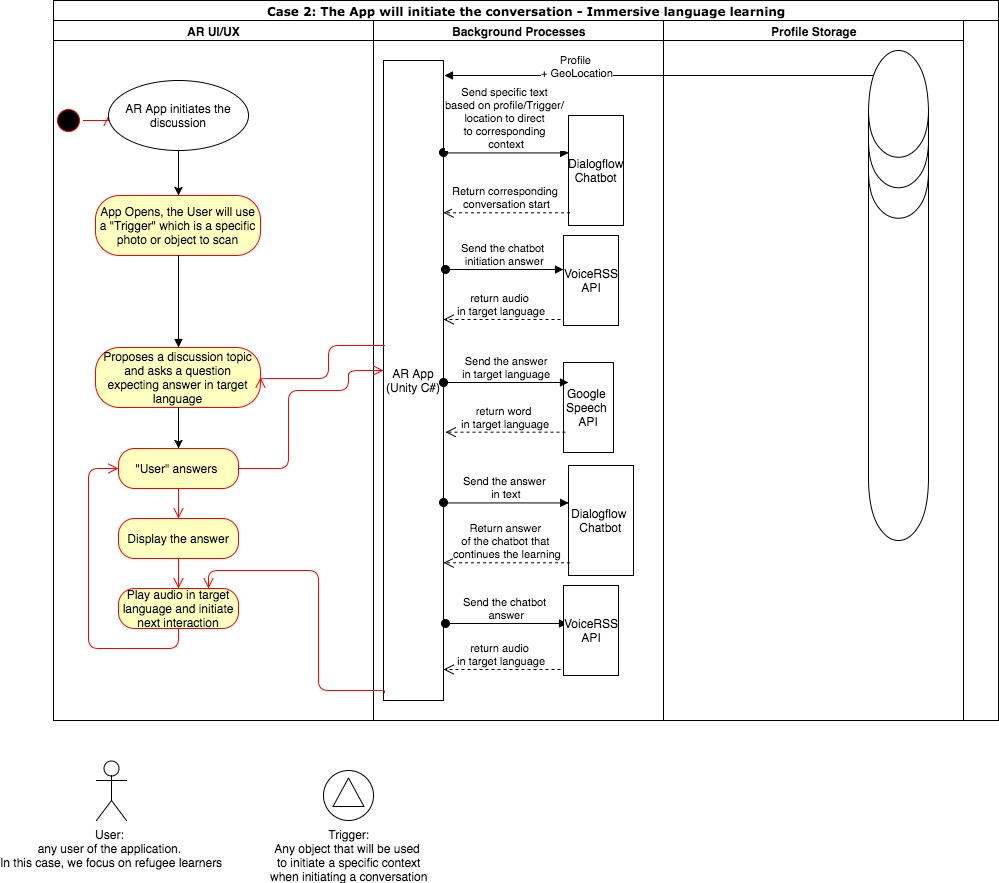 Case 2: The App will initiate the conversation - Immersive language learning
AR UI/UX
Background Processes
Profile Storage
AR App initiates the
discussion
App Opens, the User will use
a "Trigger" which is a specific
photo or object to scan
Proposes a discussion topic
and asks a question
expecting answer in target
language
"User" answers
Display the answer
Play audio in target
language and initiate
next interaction
AR App
(Unity C#)
Profile
+ GeoLocation
Send specific text
based on profile/Trigger/
location to direct
to corresponding
context
Dialogflow
Chatbot
Return corresponding
conversation start
Send the chatbot
initiation answer
VoiceRSS
API
return audio
in target language
Send the answer
in target language
Google
Speech
API
return word
in target language
Send the answer
in text
Dialogflow
Chatbot
Return answer
of the chatbot that
continues the learning
Send the chatbot
answer
VoiceRSS
API
return audio
in target language
User:
any user of the application.
In this case, we focus on refugee learners
Trigger:
Any object that will be used
to initiate a specific context
when initiating a conversation